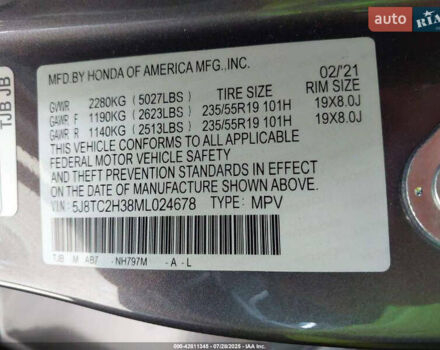 AUTO
RIA
TJB JB
MFD.BY HONDA OF AMERICA MFG.,INC.
02/'21
GVWR 2280KG (5027LBS) TIRE SIZE RIM SIZE
GAWR F 1190KG (2623LBS) 235/55R19 101H 19X8.0J
GAWR R 1140KG (2513LBS) 235/55R19 101H 19X8.0J
THIS VEHICLE CONFORMS TO ALL APPLICABLE
FEDERAL MOTOR VEHICLE SAFETY
AND THEFT PREVENTION STANDARDS IN EFFECT
ON THE DATE OF MANUFACTURE SHOWN ABOVE.
VIN: 5J8TC2H38ML024678 TYPE: MPV
TJB M AB7 -NH797M -A -L
000-42811345 07/28/2025 IAA Inc.